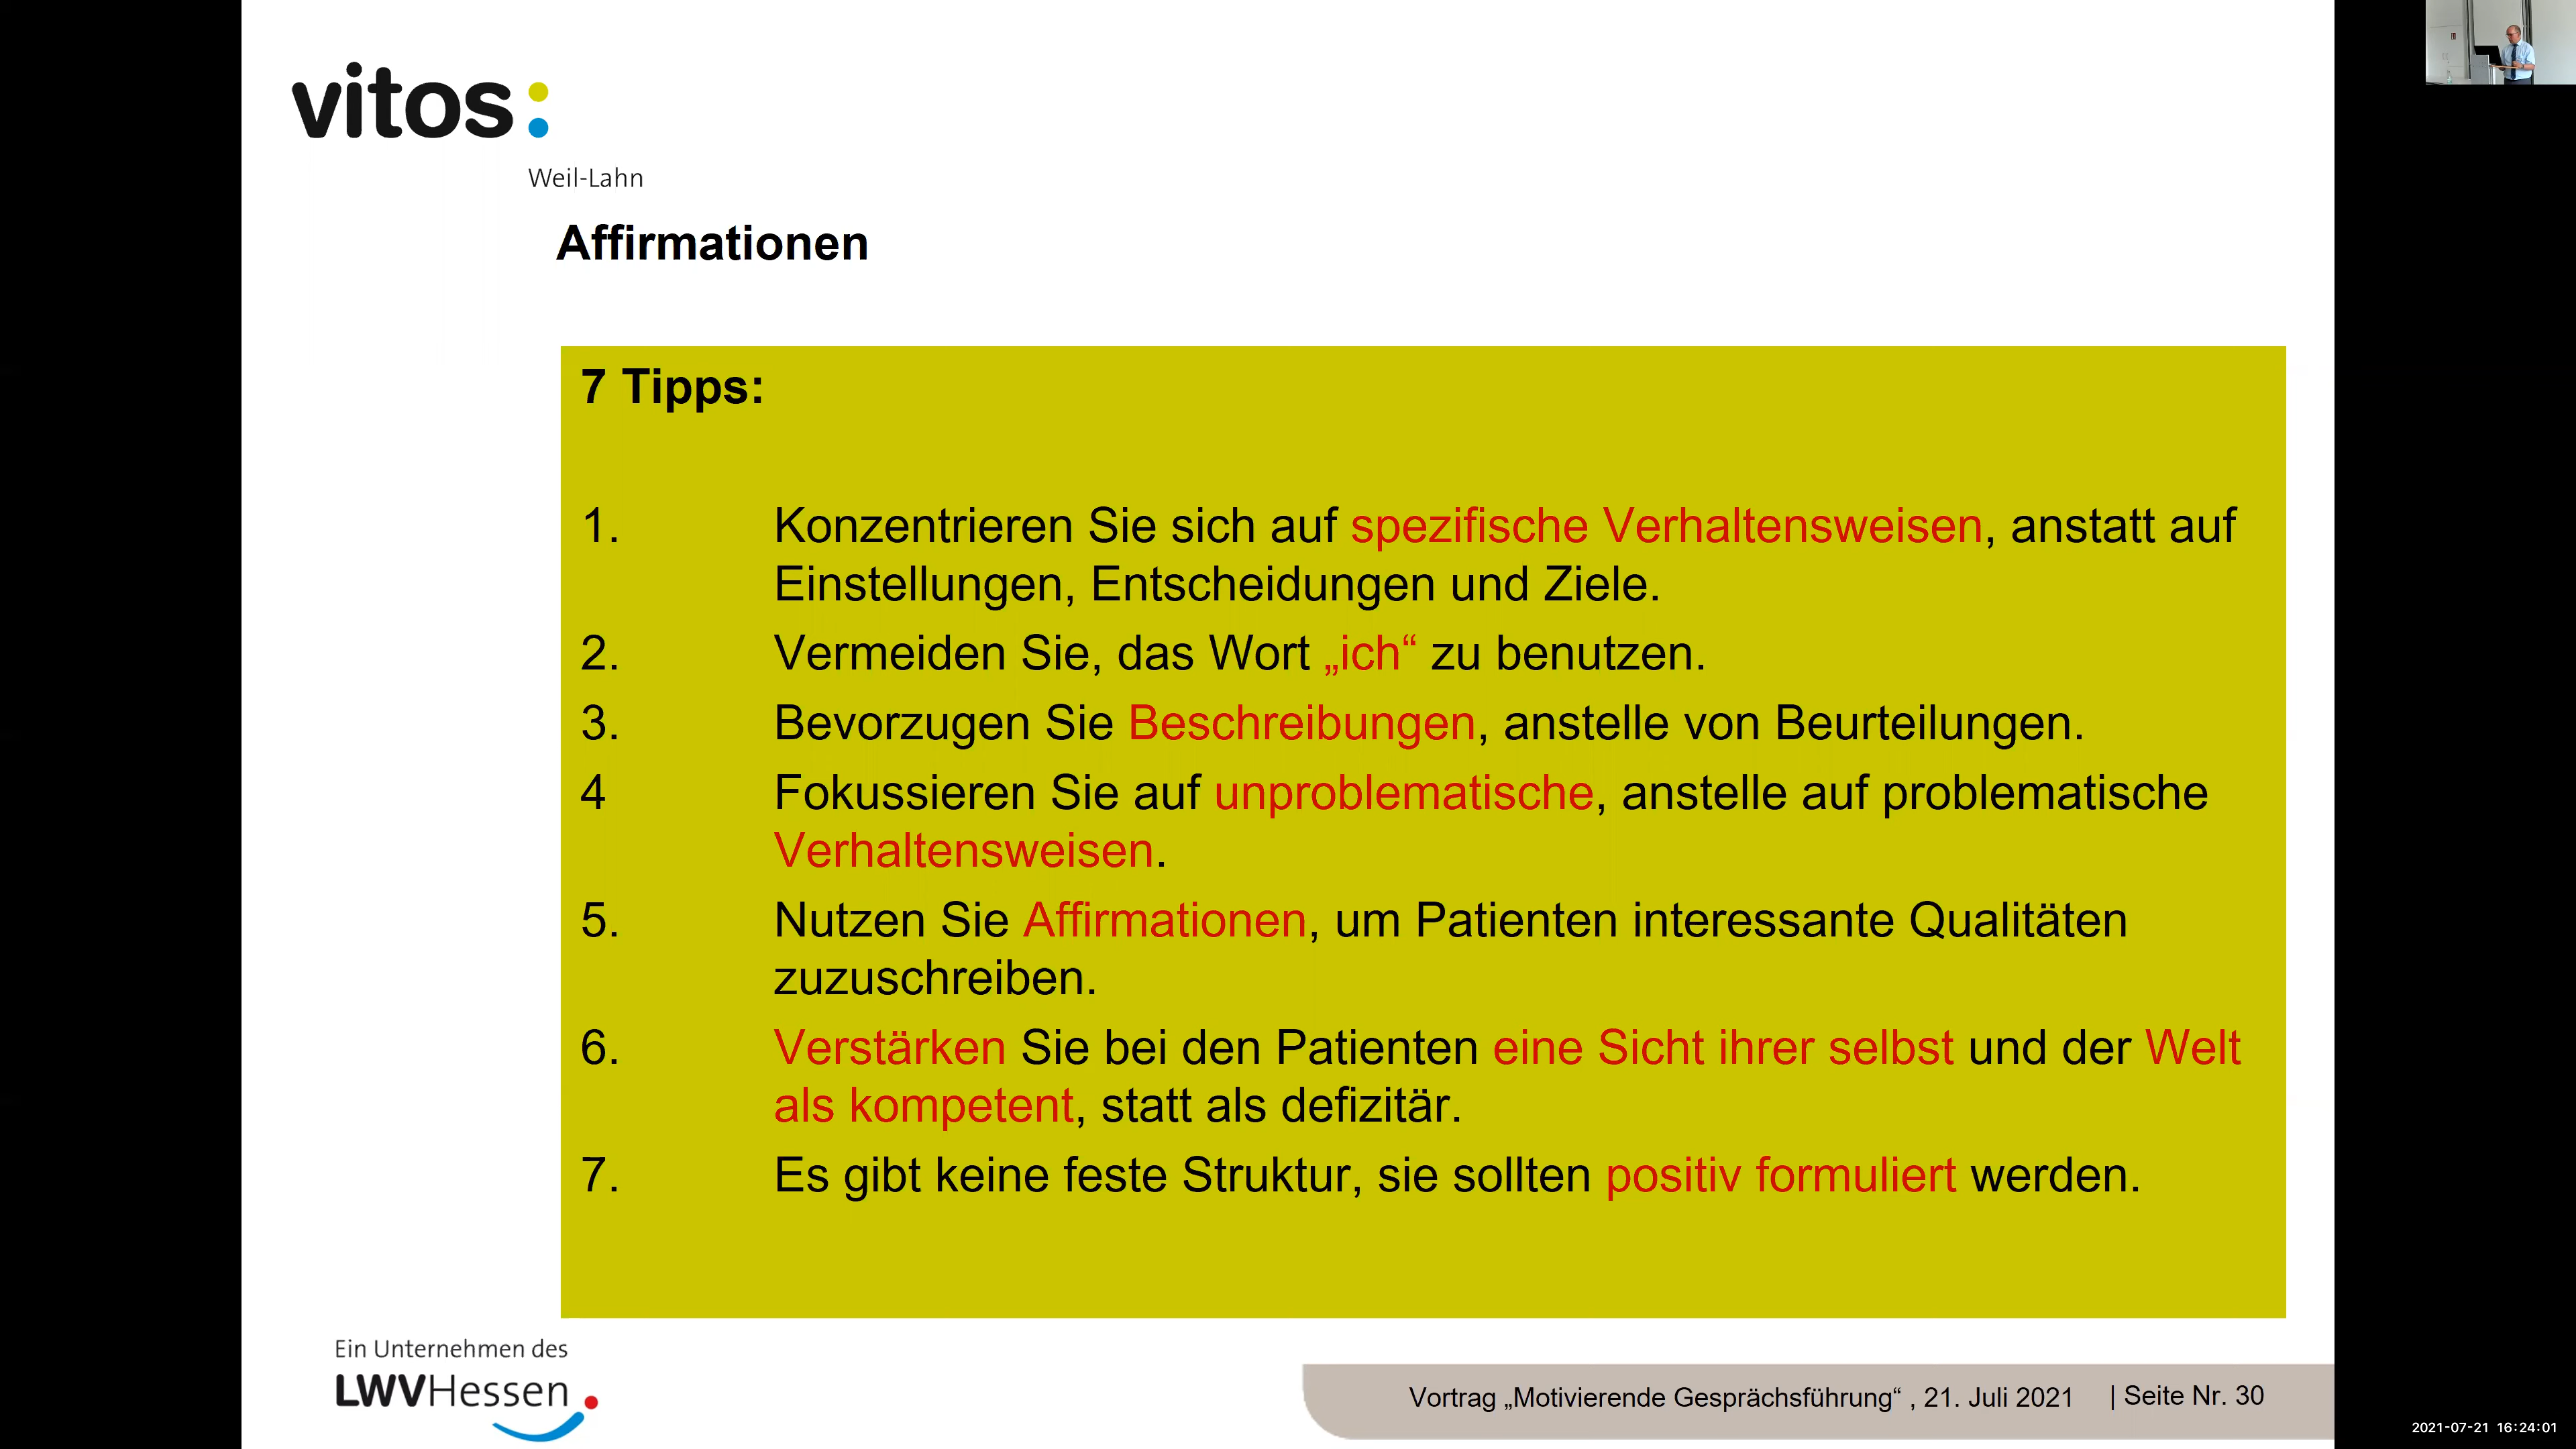 vitos:
Weil-Lahn
Affirmationen
7 Tipps:
1. Konzentrieren Sie sich auf spezifische Verhaltensweisen, anstatt auf
Einstellungen, Entscheidungen und Ziele.
2. Vermeiden Sie, das Wort „ich“ zu benutzen.
3. Bevorzugen Sie Beschreibungen, anstelle von Beurteilungen.
4 Fokussieren Sie auf unproblematische, anstelle auf problematische
Verhaltensweisen.
5. Nutzen Sie Affirmationen, um Patienten interessante Qualitäten
zuzuschreiben.
6. Verstärken Sie bei den Patienten eine Sicht ihrer selbst und der Welt
als kompetent, statt als defizitär.
7. Es gibt keine feste Struktur, sie sollten positiv formuliert werden.
Ein Unternehmen des
LWVHessen
Vortrag „Motivierende Gesprächsführung“ , 21. Juli 2021 | Seite Nr. 30
2021-07-21 16:24:01